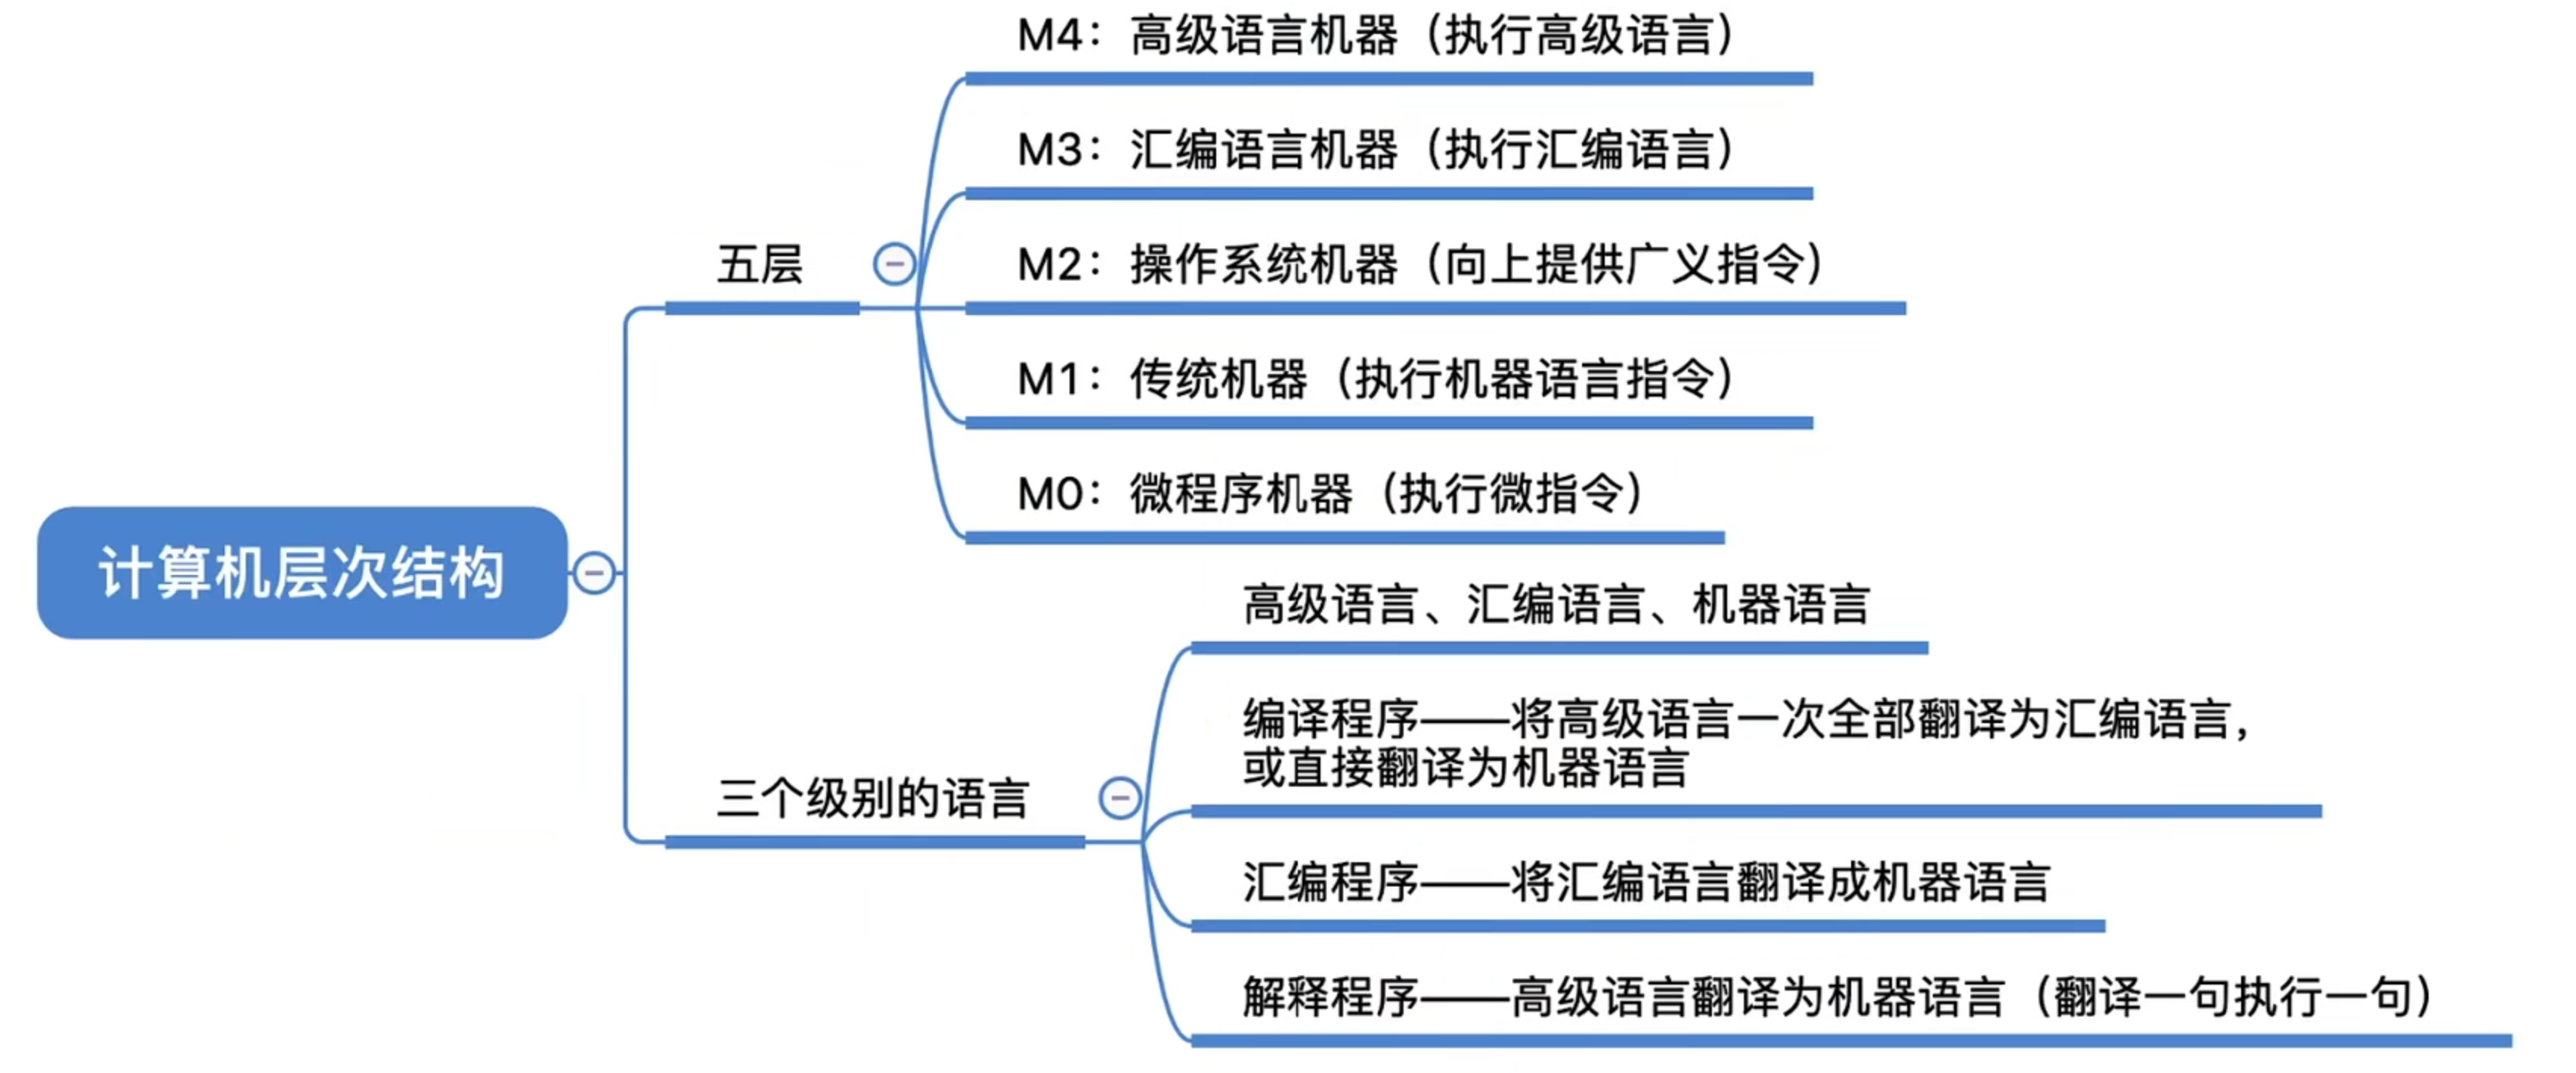 M4：高级语言机器（执行高级语言）
M3：汇编语言机器（执行汇编语言）
五层
M2：操作系统机器（向上提供广义指令）
M1：传统机器（执行机器语言指令）
M0：微程序机器（执行微指令）
计算机层次结构
高级语言、汇编语言、机器语言
编译程序——将高级语言一次全部翻译为汇编语言，
或直接翻译为机器语言
三个级别的语言
汇编程序——将汇编语言翻译成机器语言
解释程序——高级语言翻译为机器语言（翻译一句执行一句）